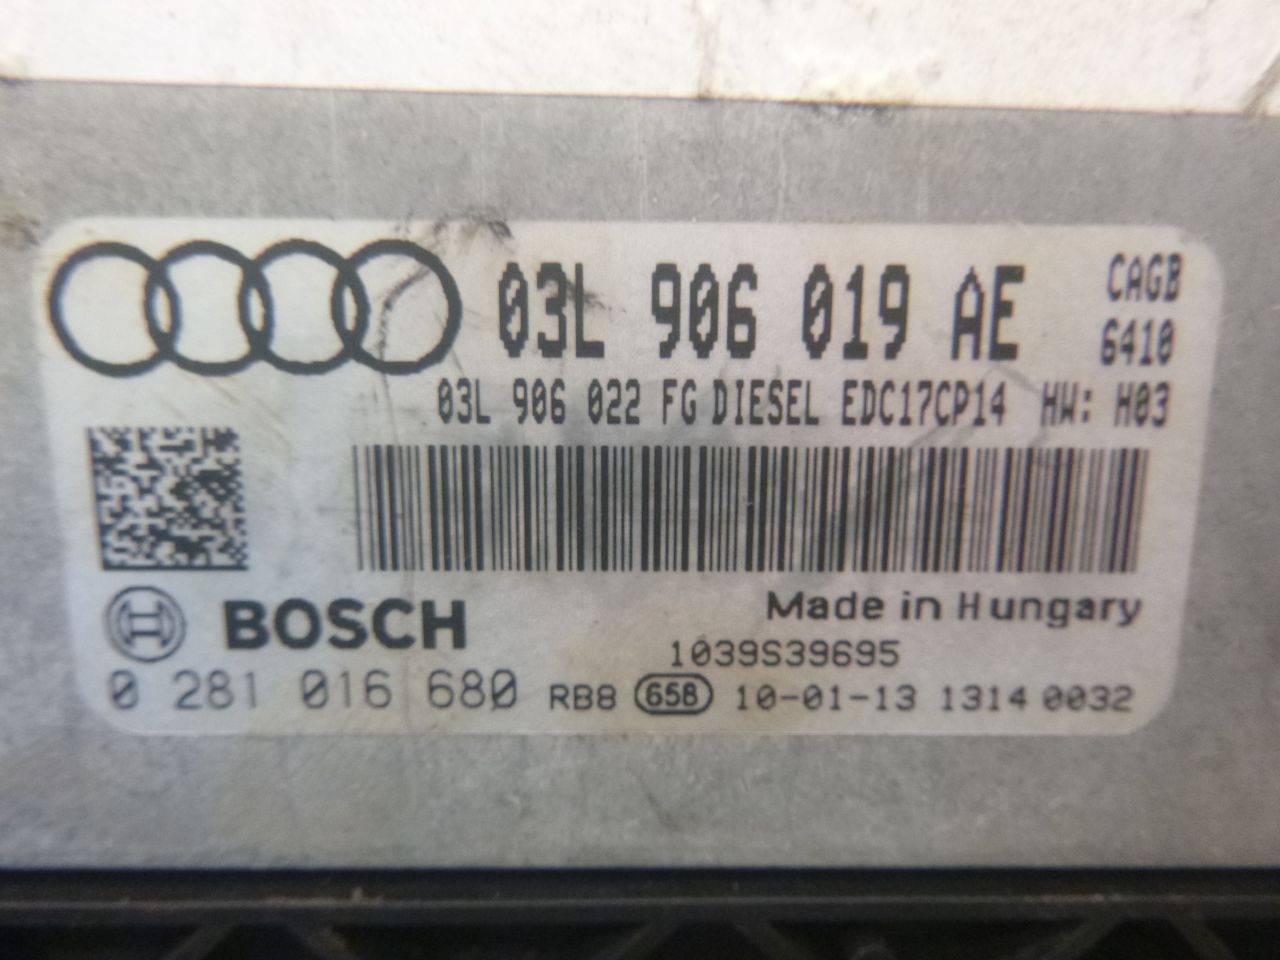 03L 906 019 AE
CAGB
6410
03L 906 022 FG DIESEL EDC17CP14 HW: H03
BOSCH
Made in Hungary
1039S39695
0 281 016 680 RB8 658 10-01-13 1314 0032